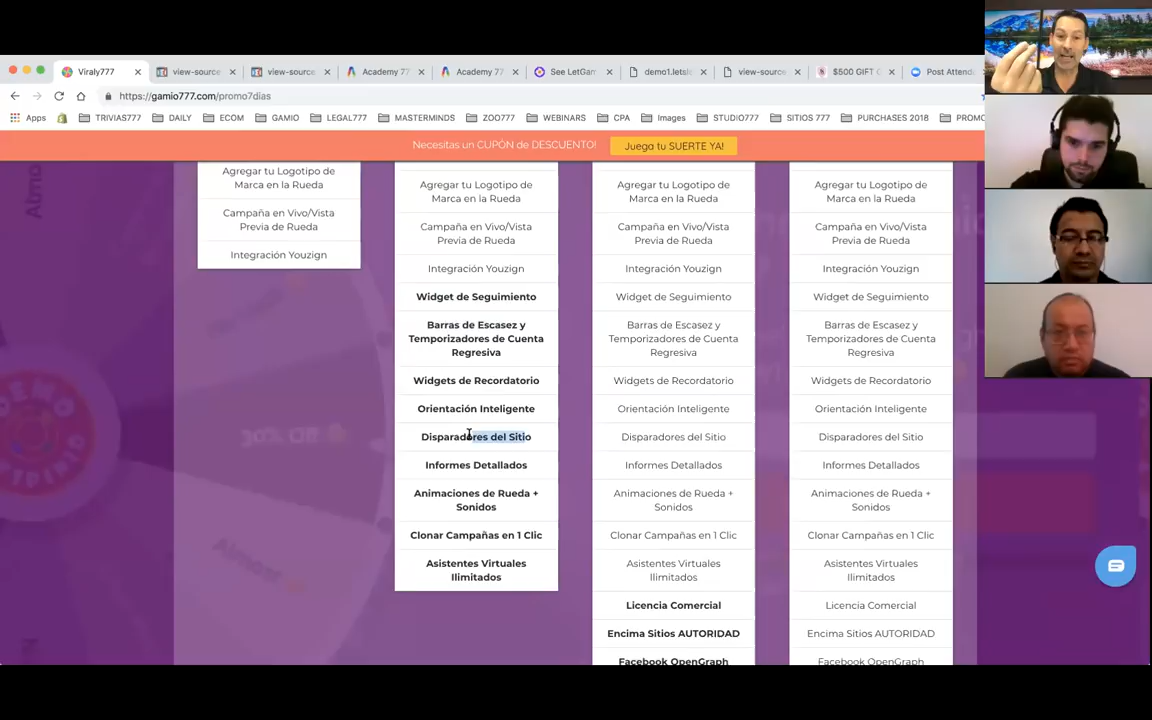 Viraly777
view-source
view-source
Academy 77
Academy 77
See LetGam
demo1.letsk
view-source
$500 GIFT C
Post Attend
https://gamio777.com/promo7dias
Apps
TRIVIAS777
DAILY
ECOM
GAMIO
LEGAL777
MASTERMINDS
ZOO777
WEBINARS
CPA
Images
STUDIO777
SITIOS 777
PURCHASES 2018
PROMO
Necesitas un CUPÓN de DESCUENTO!
Juega tu SUERTE YA!
Agregar tu Logotipo de
Marca en la Rueda
Campaña en Vivo/Vista
Previa de Rueda
Integración Youzign
Agregar tu Logotipo de
Marca en la Rueda
Campaña en Vivo/Vista
Previa de Rueda
Integración Youzign
Widget de Seguimiento
Barras de Escasez y
Temporizadores de Cuenta
Regresiva
Widgets de Recordatorio
Orientación Inteligente
Disparadores del Sitio
Informes Detallados
Animaciones de Rueda +
Sonidos
Clonar Campañas en 1 Clic
Asistentes Virtuales
Ilimitados
Agregar tu Logotipo de
Marca en la Rueda
Campaña en Vivo/Vista
Previa de Rueda
Integración Youzign
Widget de Seguimiento
Barras de Escasez y
Temporizadores de Cuenta
Regresiva
Widgets de Recordatorio
Orientación Inteligente
Disparadores del Sitio
Informes Detallados
Animaciones de Rueda +
Sonidos
Clonar Campañas en 1 Clic
Asistentes Virtuales
Ilimitados
Licencia Comercial
Encima Sitios AUTORIDAD
Facebook OpenGraph
Agregar tu Logotipo de
Marca en la Rueda
Campaña en Vivo/Vista
Previa de Rueda
Integración Youzign
Widget de Seguimiento
Barras de Escasez y
Temporizadores de Cuenta
Regresiva
Widgets de Recordatorio
Orientación Inteligente
Disparadores del Sitio
Informes Detallados
Animaciones de Rueda +
Sonidos
Clonar Campañas en 1 Clic
Asistentes Virtuales
Ilimitados
Licencia Comercial
Encima Sitios AUTORIDAD
Facebook OpenGraph
Almo
DEMO
Almost